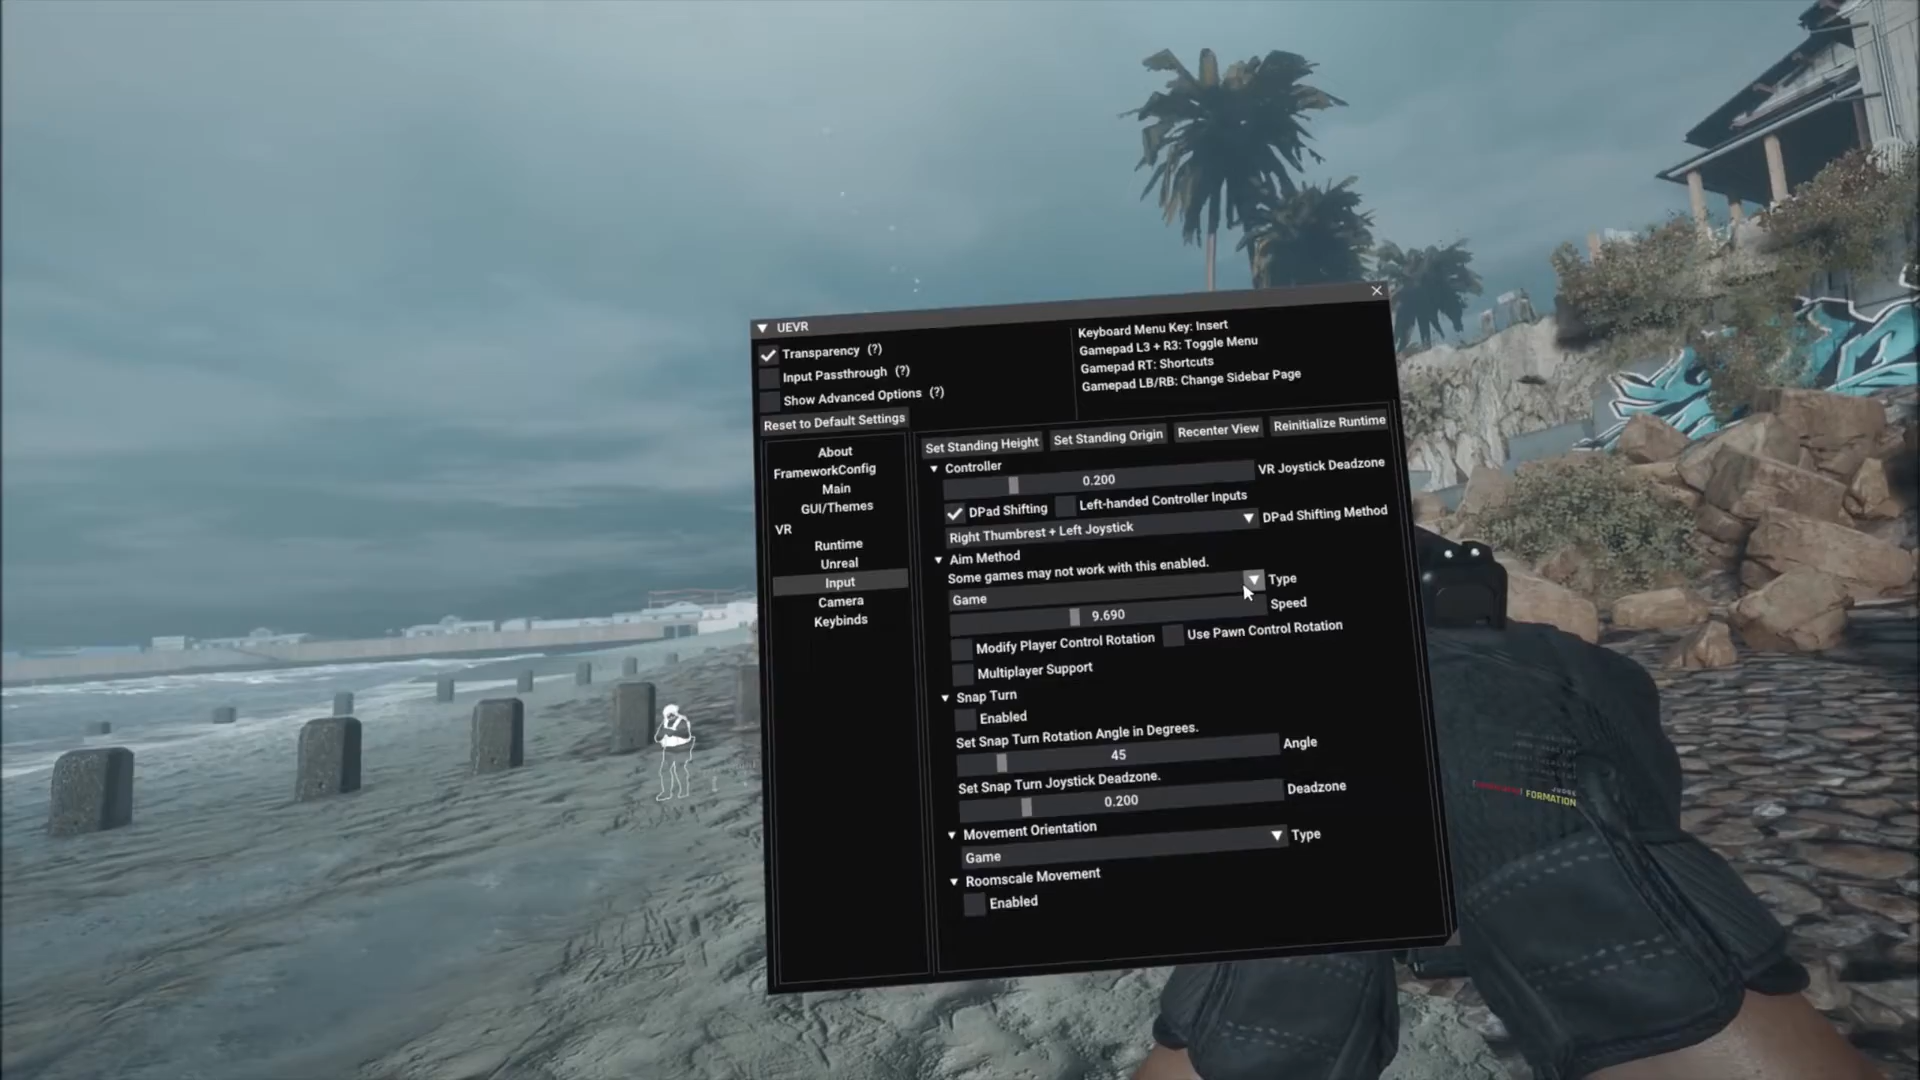 UEVR
Transparency (?)
Input Passthrough (?)
Show Advanced Options (?)
Reset to Default Settings
Keyboard Menu Key: Insert
Gamepad L3 + R3: Toggle Menu
Gamepad RT: Shortcuts
Gamepad LB/RB: Change Sidebar Page
About
FrameworkConfig
Main
GUI/Themes
VR
Runtime
Unreal
Input
Camera
Keybinds
Set Standing Height Set Standing Origin Recenter View Reinitialize Runtime
Controller
0.200 VR Joystick Deadzone
DPad Shifting Left-handed Controller Inputs
Right Thumbrest + Left Joystick DPad Shifting Method
Aim Method
Some games may not work with this enabled.
Game Type
9.690 Speed
Modify Player Control Rotation Use Pawn Control Rotation
Multiplayer Support
Snap Turn
Enabled
Set Snap Turn Rotation Angle in Degrees.
45 Angle
Set Snap Turn Joystick Deadzone.
0.200 Deadzone
Movement Orientation
Game Type
Roomscale Movement
Enabled
JUDGE
FORMATION